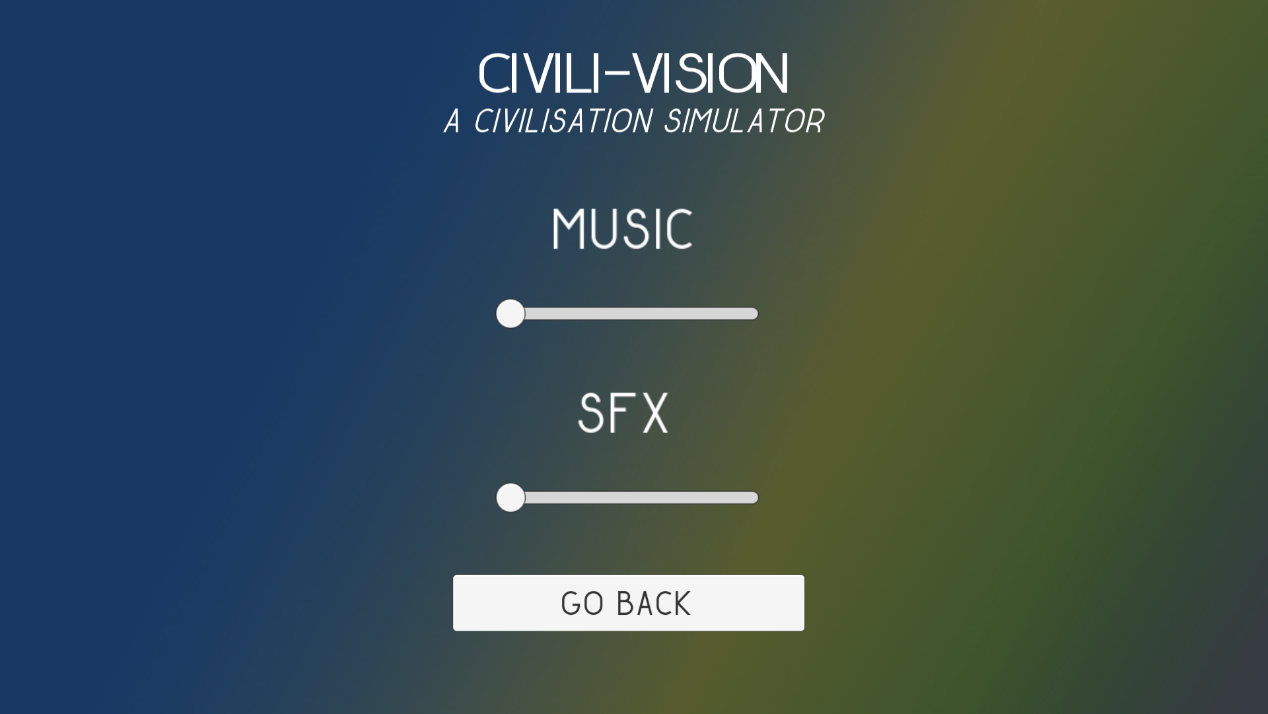 CIVILI-VISION
A CIVILISATION SIMULATOR
MUSIC
SFX
GO BACK